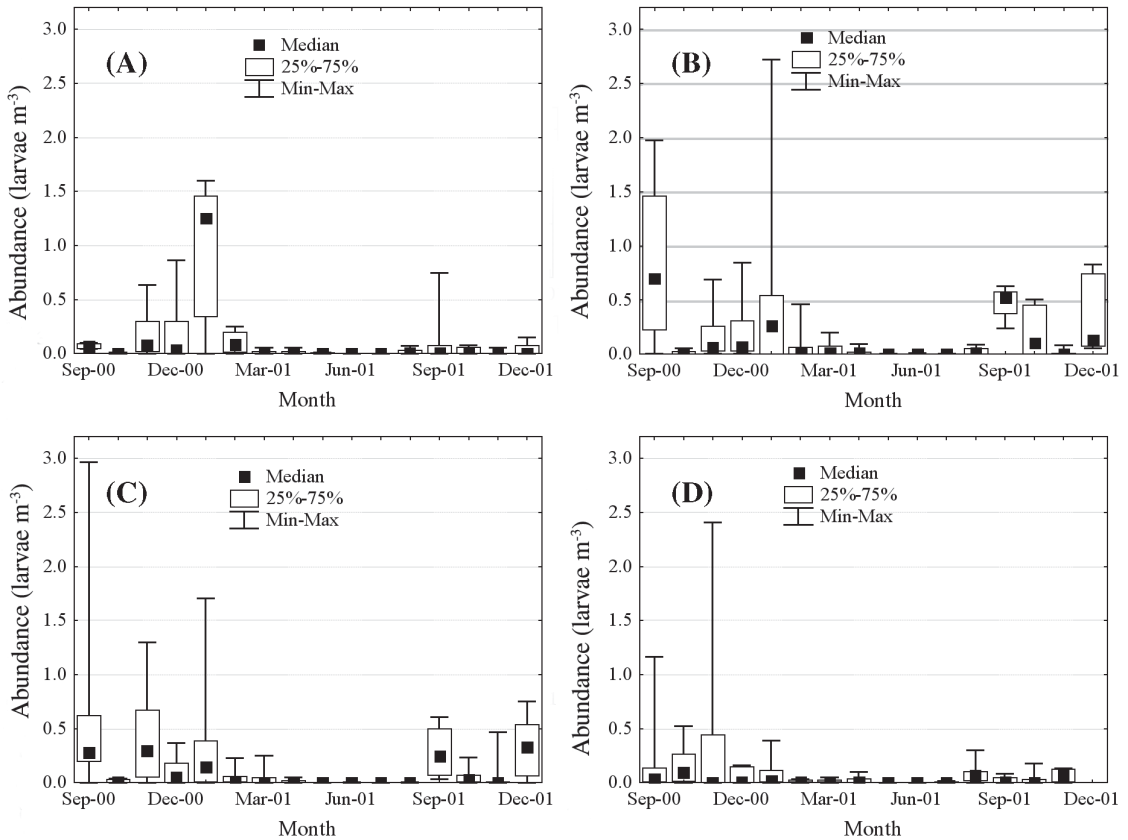 3.0
2.5
2.0
1.5
1.0
0.5
0.0
Abundance (larvae m-3)
(A)
Median
25%-75%
Min-Max
Sep-00 Dec-00 Mar-01 Jun-01 Sep-01 Dec-01
Month
3.0
2.5
2.0
1.5
1.0
0.5
0.0
Abundance (larvae m-3)
(B)
Median
25%-75%
Min-Max
Sep-00 Dec-00 Mar-01 Jun-01 Sep-01 Dec-01
Month
3.0
2.5
2.0
1.5
1.0
0.5
0.0
Abundance (larvae m-3)
(C)
Median
25%-75%
Min-Max
Sep-00 Dec-00 Mar-01 Jun-01 Sep-01 Dec-01
Month
3.0
2.5
2.0
1.5
1.0
0.5
0.0
Abundance (larvae m-3)
(D)
Median
25%-75%
Min-Max
Sep-00 Dec-00 Mar-01 Jun-01 Sep-01 Dec-01
Month